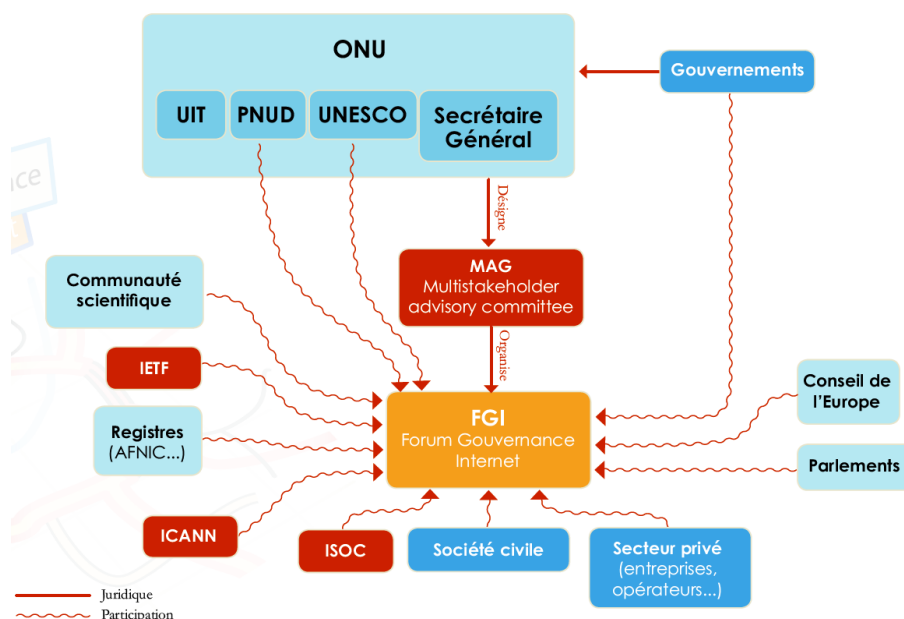 ONU
Gouvernements
UIT
PNUD
UNESCO
Secrétaire
Général
Désigne
MAG
Multistakeholder
advisory committee
Organise
Communauté
scientifique
IETF
Registres
(AFNIC...)
ICANN
FGI
Forum Gouvernance
Internet
Conseil de
l'Europe
Parlements
ISOC
Société civile
Secteur privé
(entreprises,
opérateurs...)
Juridique
Participation